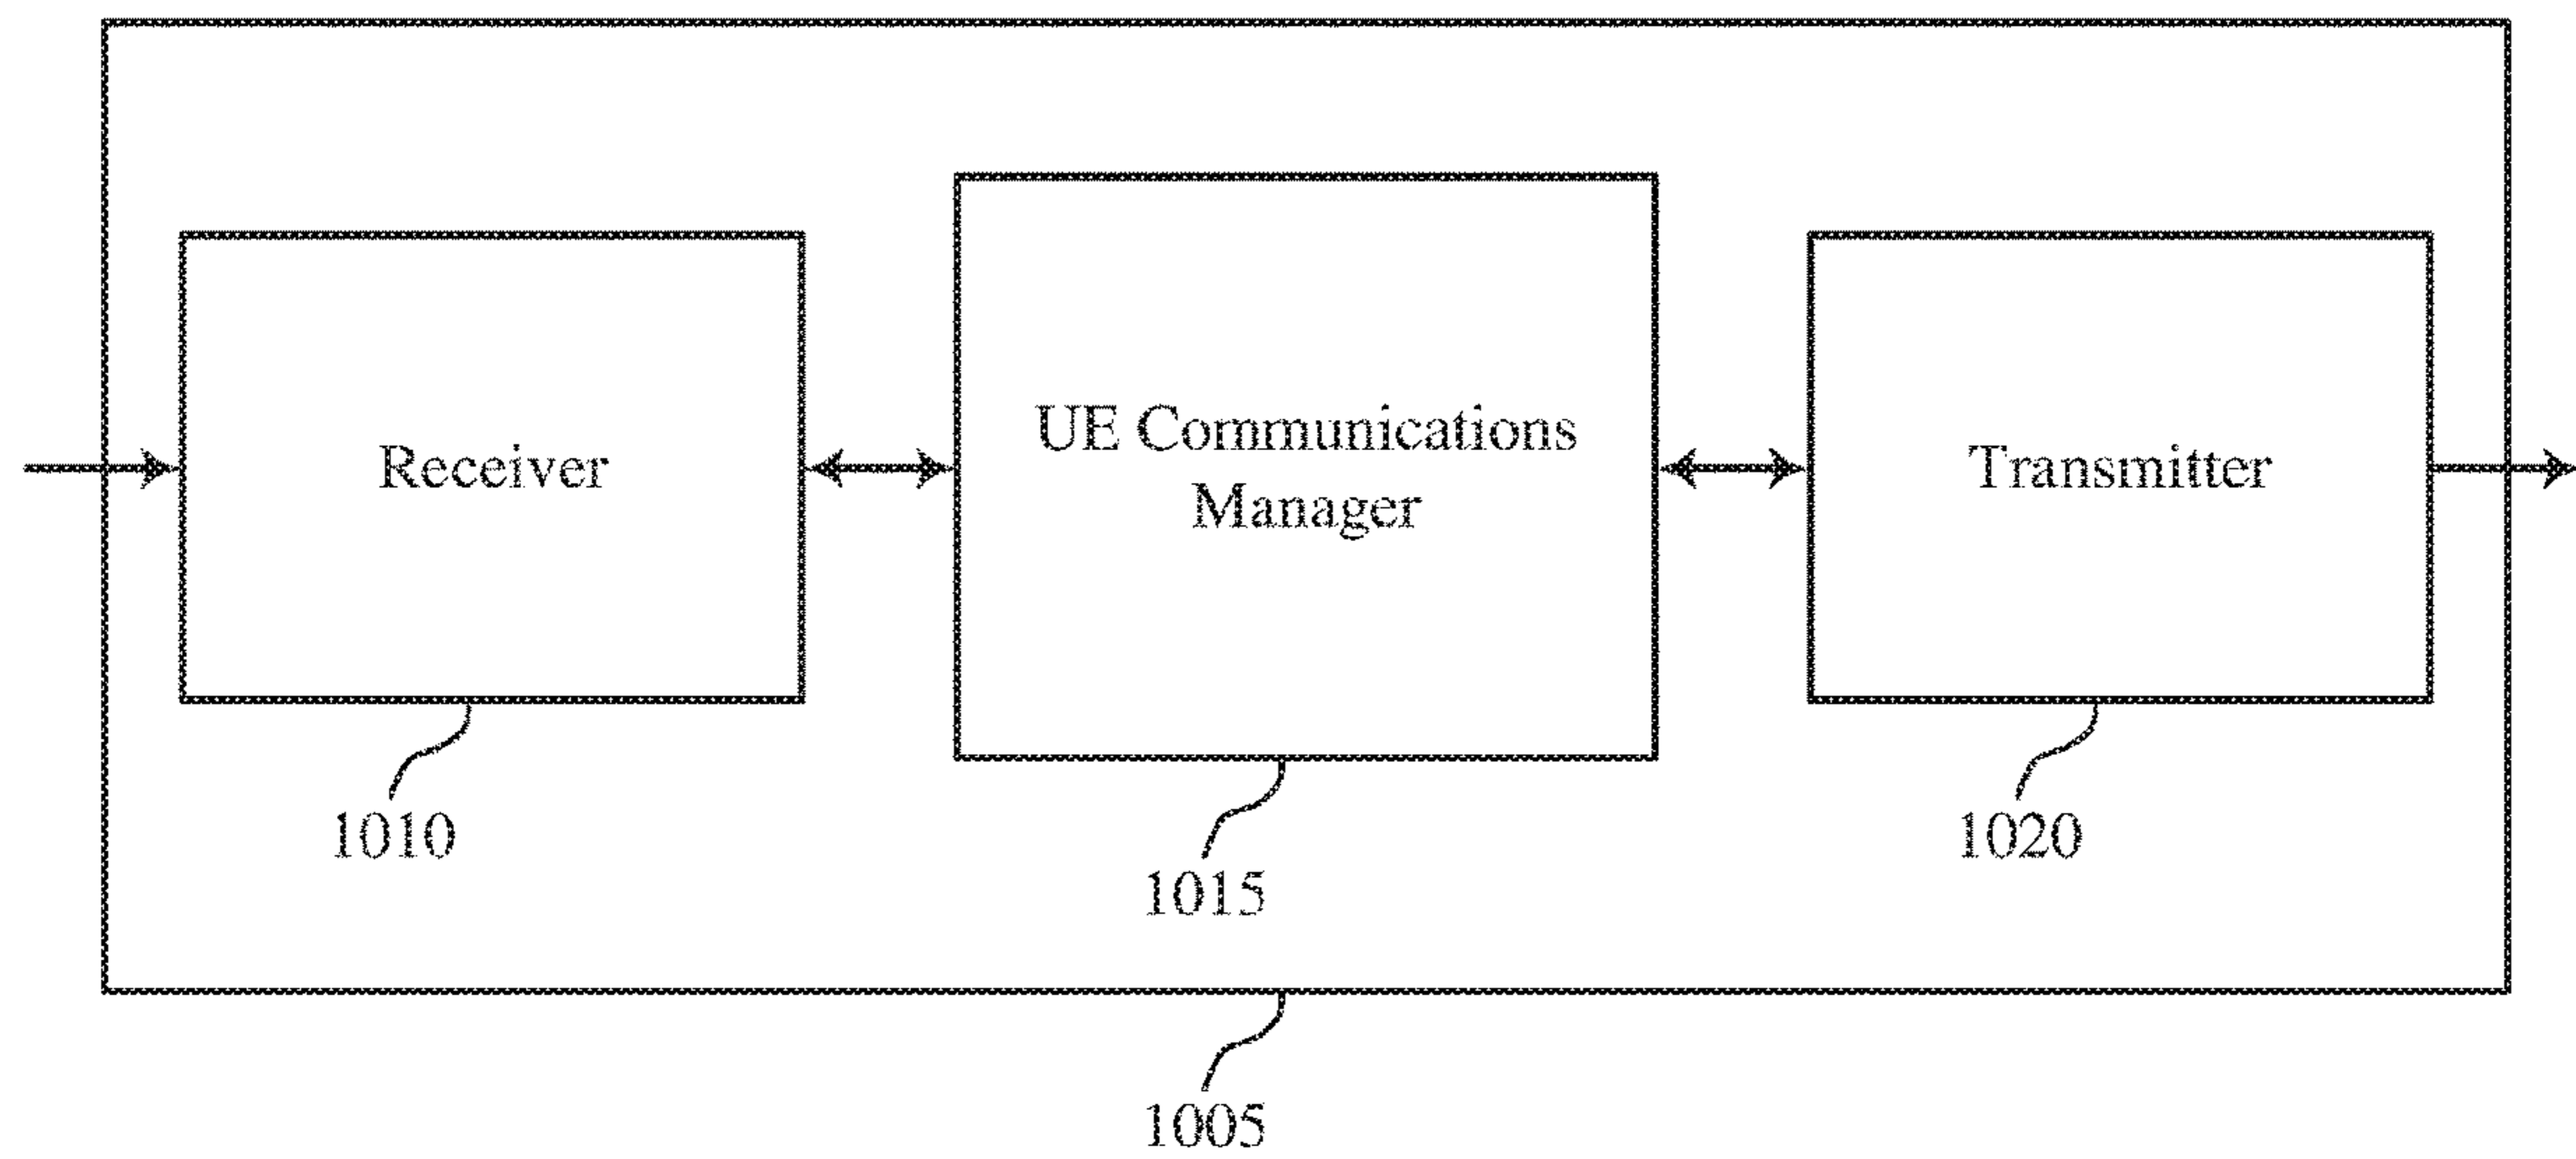 Receiver
UE Communications
Manager
Transmitter
1010
1015
1020
1005